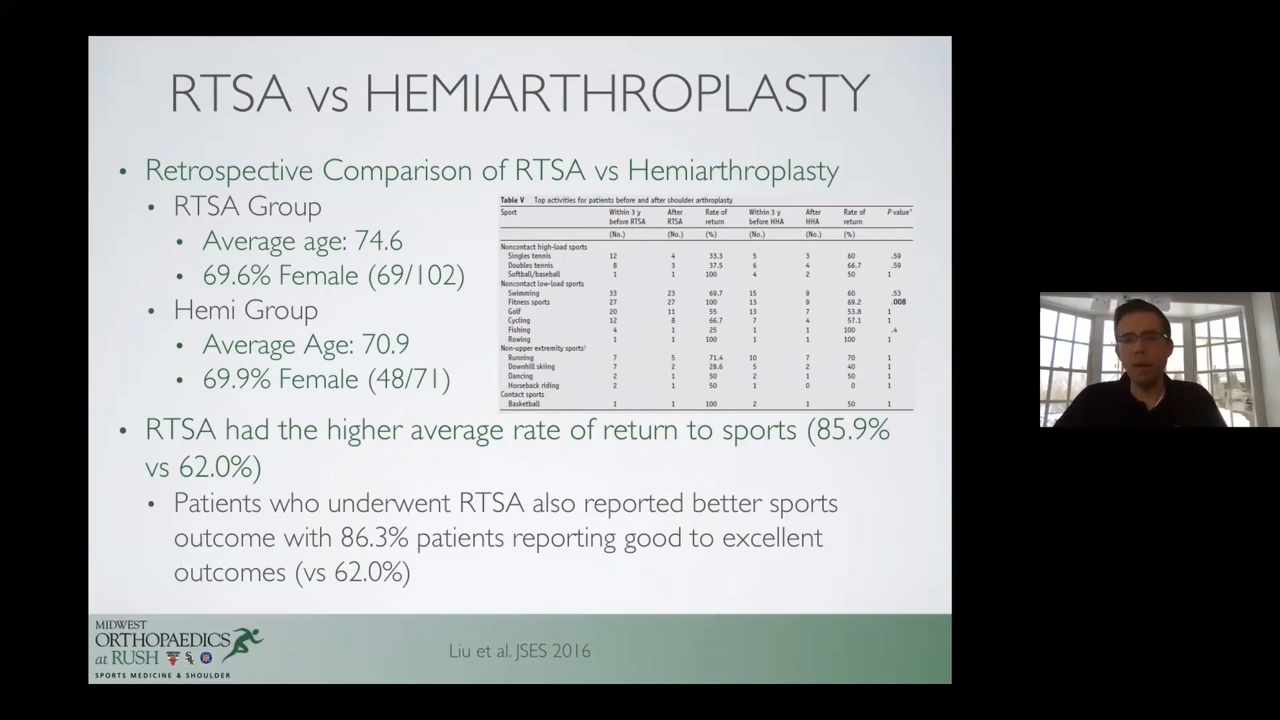 RTSA vs HEMIARTHROPLASTY
• Retrospective Comparison of RTSA vs Hemiarthroplasty
• RTSA Group
• Average age: 74.6
• 69.6% Female (69/102)
• Hemi Group
• Average Age: 70.9
• 69.9% Female (48/71)
Table V Top activities for patients before and after shoulder arthroplasty
Sport Within 3 y before RTSA After RTSA Rate of return Within 3 y before HHA After HHA Rate of return P value*
(No.) (No.) (%) (No.) (No.) (%)
Noncontact high-load sports
Singles tennis 12 4 33.3 5 3 60 .59
Doubles tennis 8 3 37.5 6 4 66.7 .59
Softball/baseball 1 1 100 4 2 50 1
Noncontact low-load sports
Swimming 33 23 69.7 15 9 60 .53
Fitness sports 27 27 100 13 9 69.2 .008
Golf 20 11 55 13 7 53.8 1
Cycling 12 8 66.7 7 4 57.1 1
Fishing 4 1 25 1 1 100 .4
Rowing 1 1 100 1 1 100 1
Non-upper extremity sports†
Running 7 5 71.4 10 7 70 1
Downhill skiing 7 2 28.6 5 2 40 1
Dancing 2 1 50 2 1 50 1
Horseback riding 2 1 50 1 0 0 1
Contact sports
Basketball 1 1 100 2 1 50 1
• RTSA had the higher average rate of return to sports (85.9%
vs 62.0%)
• Patients who underwent RTSA also reported better sports
outcome with 86.3% patients reporting good to excellent
outcomes (vs 62.0%)
MIDWEST
ORTHOPAEDICS
at RUSH
SPORTS MEDICINE & SHOULDER
Liu et al. JSES 2016